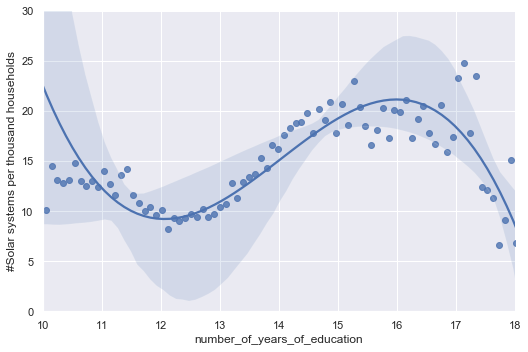 30
25
20
15
10
5
0
#Solar systems per thousand households
10 11 12 13 14 15 16 17 18
number_of_years_of_education